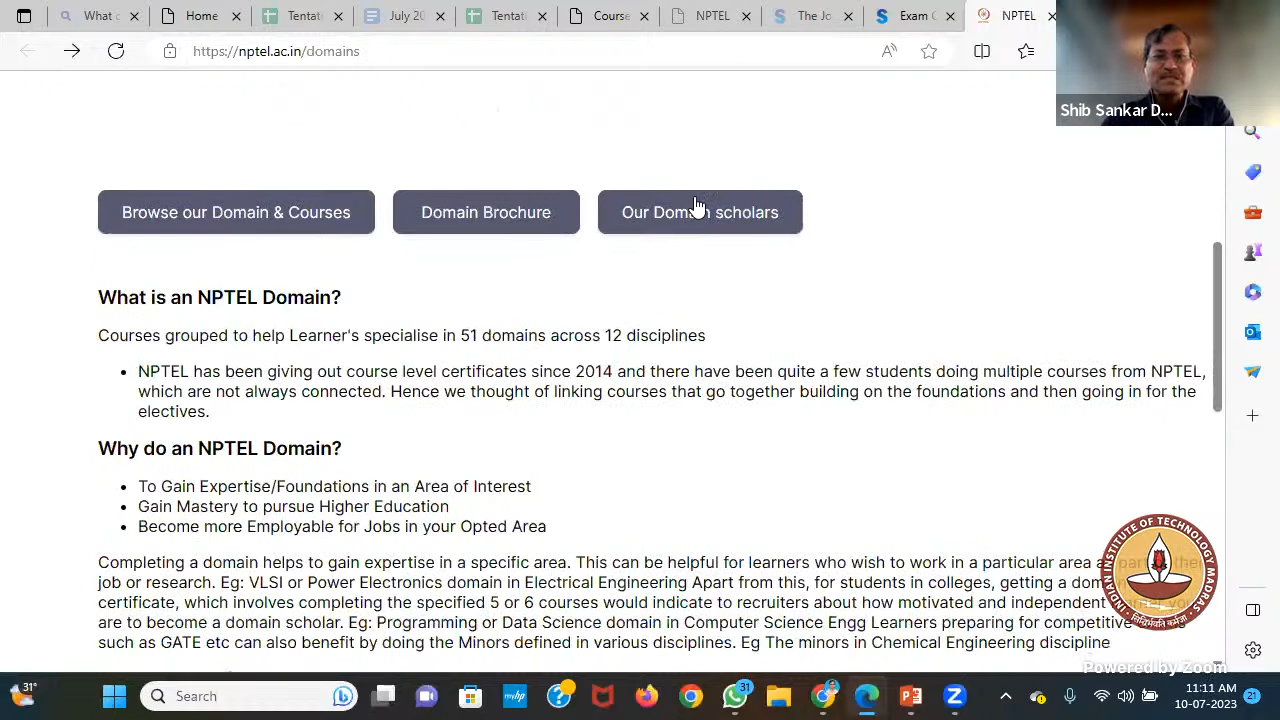 What c
Home
Tentati
July 20
Tentati
Course
NPTEL
The Jo
Exam C
NPTEL
https://nptel.ac.in/domains
Shib Sankar D...
Browse our Domain & Courses
Domain Brochure
Our Domain scholars
What is an NPTEL Domain?
Courses grouped to help Learner's specialise in 51 domains across 12 disciplines
• NPTEL has been giving out course level certificates since 2014 and there have been quite a few students doing multiple courses from NPTEL,
which are not always connected. Hence we thought of linking courses that go together building on the foundations and then going in for the
electives.
Why do an NPTEL Domain?
• To Gain Expertise/Foundations in an Area of Interest
• Gain Mastery to pursue Higher Education
• Become more Employable for Jobs in your Opted Area
Completing a domain helps to gain expertise in a specific area. This can be helpful for learners who wish to work in a particular area
job or research. Eg: VLSI or Power Electronics domain in Electrical Engineering Apart from this, for students in colleges, getting a
certificate, which involves completing the specified 5 or 6 courses would indicate to recruiters about how motivated and independent
are to become a domain scholar. Eg: Programming or Data Science domain in Computer Science Engg Learners preparing for competitive
such as GATE etc can also benefit by doing the Minors defined in various disciplines. Eg The minors in Chemical Engineering discipline
INDIAN INSTITUTE OF TECHNOLOGY MADRAS
सिद्धिर्भवति कर्मजा
Powered by Zoom
31°
Search
myhp
31
11:11 AM
10-07-2023
21